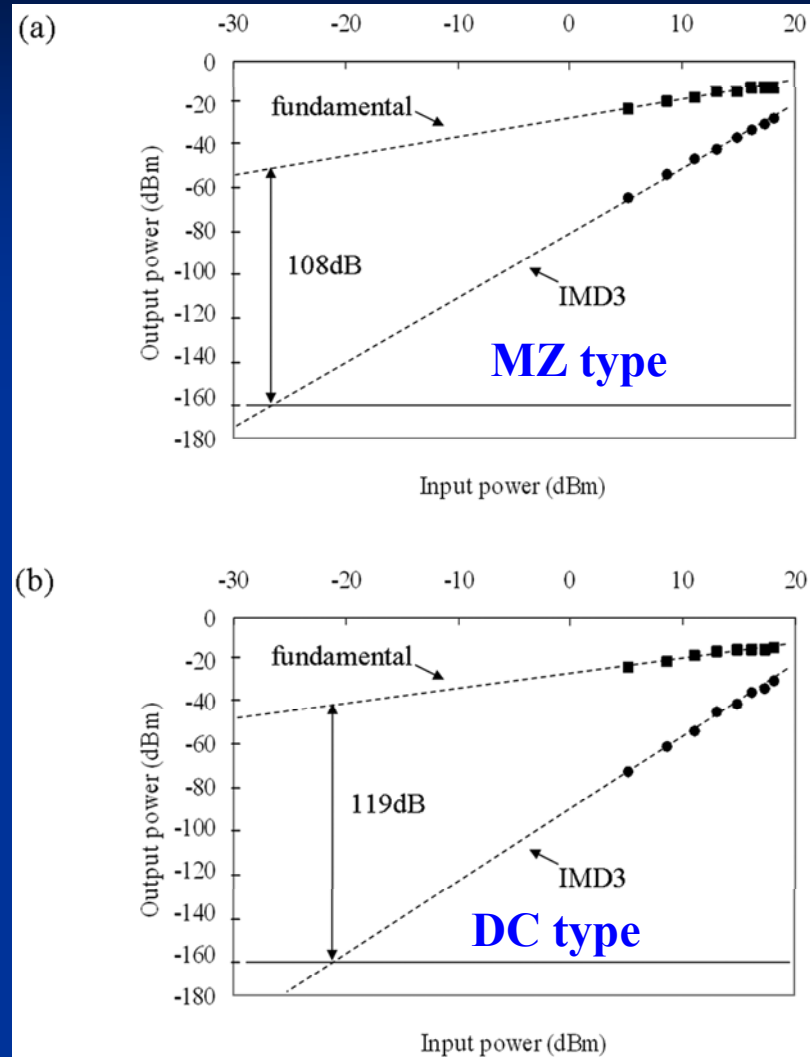 (a)
-30 -20 -10 0 10 20
0
-20
-40
-60
-80
-100
-120
-140
-160
-180
Output power (dBm)
fundamental
108dB
IMD3
MZ type
Input power (dBm)
(b)
-30 -20 -10 0 10 20
0
-20
-40
-60
-80
-100
-120
-140
-160
-180
Output power (dBm)
fundamental
119dB
IMD3
DC type
Input power (dBm)